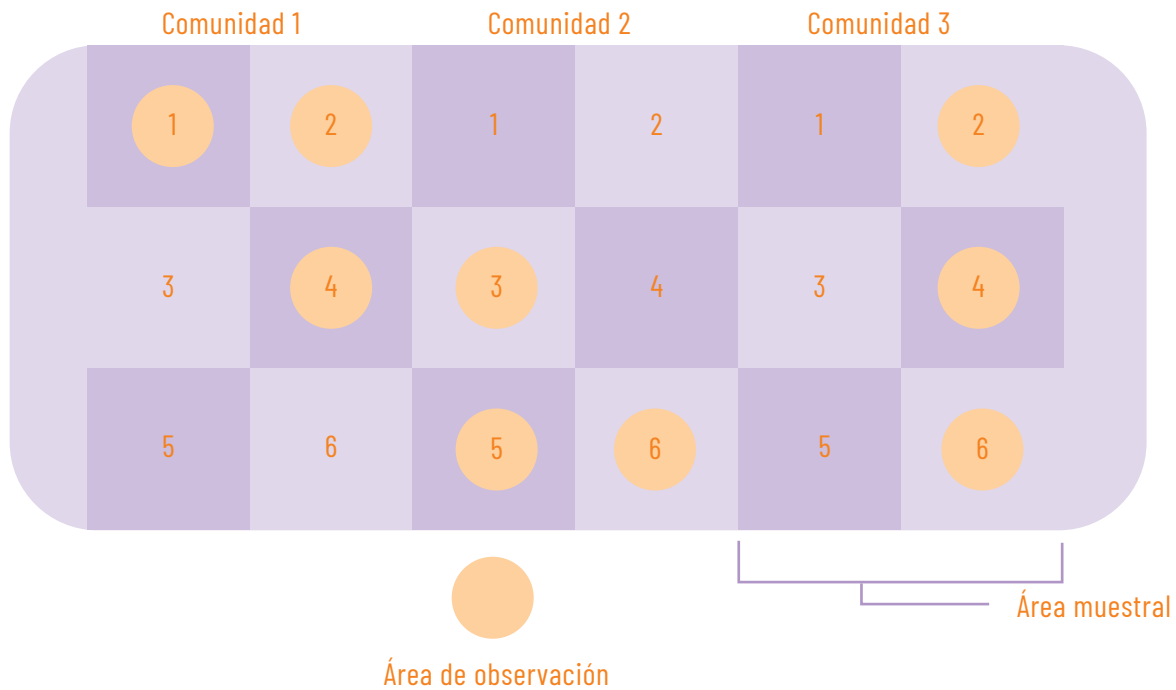 Comunidad 1 Comunidad 2 Comunidad 3
1 2 1 2 1 2
3 4 3 4 3 4
5 6 5 6 5 6
Área muestral
Área de observación